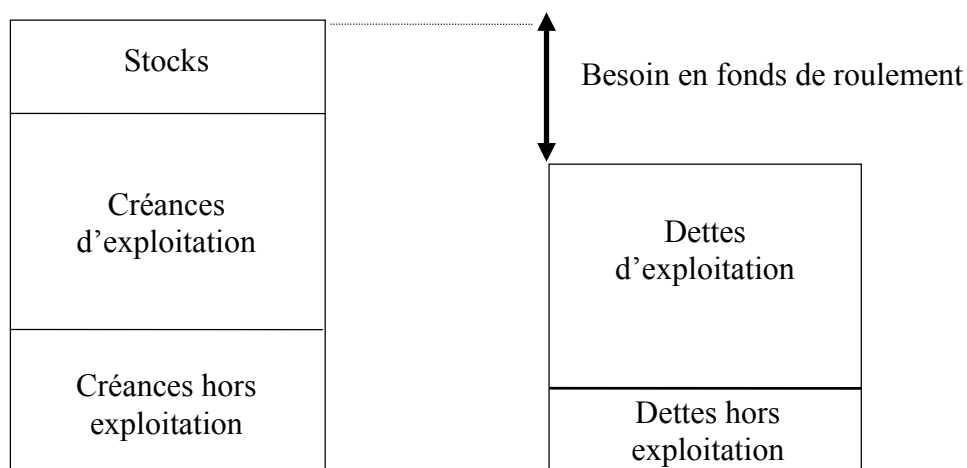 Stocks
Besoin en fonds de roulement
Créances
d’exploitation
Dettes
d’exploitation
Créances hors
exploitation
Dettes hors
exploitation